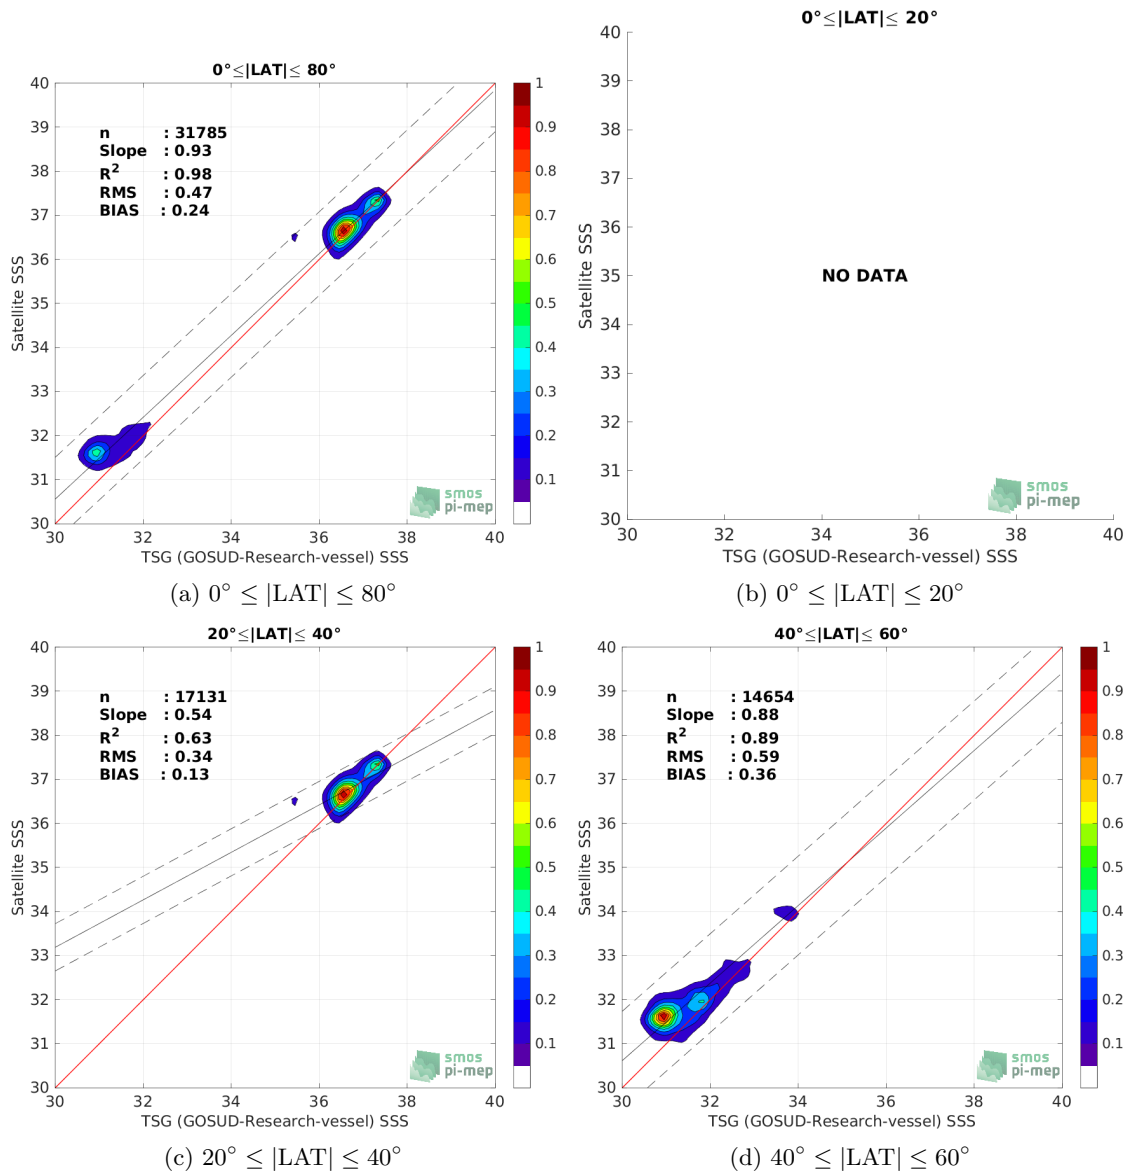 0°≤|LAT|≤ 80°
40
39
38
37
36
35
34
33
32
31
30
n : 31785
Slope : 0.93
R² : 0.98
RMS : 0.47
BIAS : 0.24
Satellite SSS
30 32 34 36 38 40
TSG (GOSUD-Research-vessel) SSS
smos
pi-mep
1
0.9
0.8
0.7
0.6
0.5
0.4
0.3
0.2
0.1
(a) 0° ≤ |LAT| ≤ 80°
0°≤|LAT|≤ 20°
40
39
38
37
36
35
34
33
32
31
30
NO DATA
Satellite SSS
30 32 34 36 38 40
TSG (GOSUD-Research-vessel) SSS
smos
pi-mep
(b) 0° ≤ |LAT| ≤ 20°
20°≤|LAT|≤ 40°
40
39
38
37
36
35
34
33
32
31
30
n : 17131
Slope : 0.54
R² : 0.63
RMS : 0.34
BIAS : 0.13
Satellite SSS
30 32 34 36 38 40
TSG (GOSUD-Research-vessel) SSS
smos
pi-mep
1
0.9
0.8
0.7
0.6
0.5
0.4
0.3
0.2
0.1
(c) 20° ≤ |LAT| ≤ 40°
40°≤|LAT|≤ 60°
40
39
38
37
36
35
34
33
32
31
30
n : 14654
Slope : 0.88
R² : 0.89
RMS : 0.59
BIAS : 0.36
Satellite SSS
30 32 34 36 38 40
TSG (GOSUD-Research-vessel) SSS
smos
pi-mep
1
0.9
0.8
0.7
0.6
0.5
0.4
0.3
0.2
0.1
(d) 40° ≤ |LAT| ≤ 60°